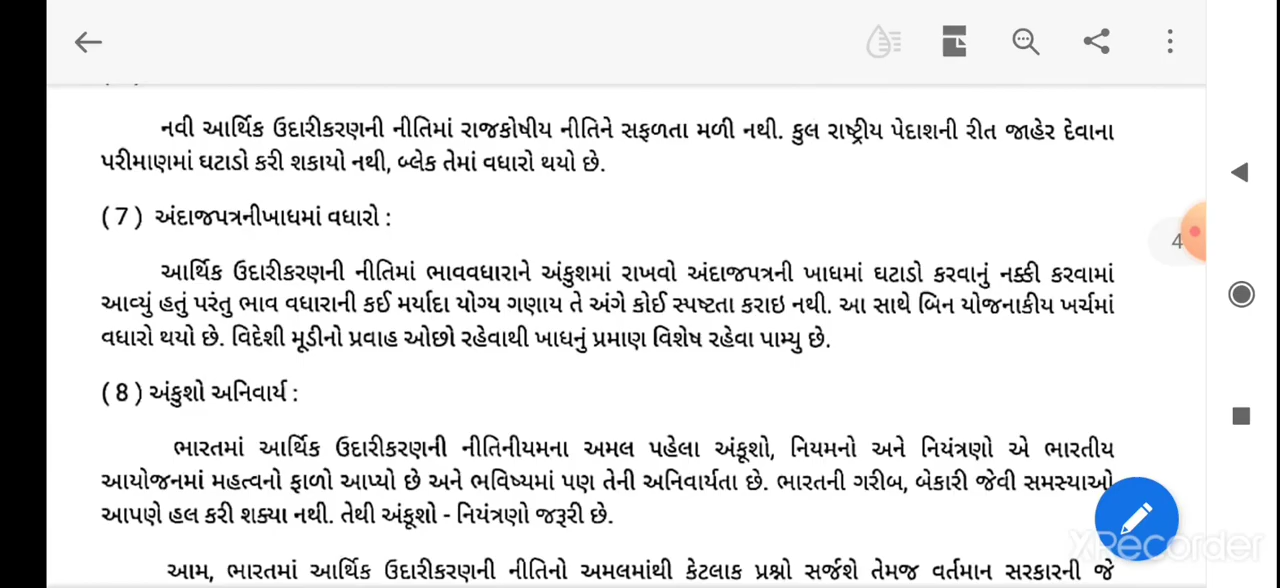 નવી આર્થિક ઉદારીકરણની નીતિમાં રાજકોષીય નીતિને સફળતા મળી નથી. કુલ રાષ્ટ્રીય પેદાશની રીત જાહેર દેવાના
પરીમાણમાં ઘટાડો કરી શકાયો નથી, બ્લેક તેમાં વધારો થયો છે.
(7) અંદાજપત્રનીખાધમાં વધારો :
4
આર્થિક ઉદારીકરણની નીતિમાં ભાવવધારાને અંકુશમાં રાખવો અંદાજપત્રની ખાધમાં ઘટાડો કરવાનું નક્કી કરવામાં
આવ્યું હતું પરંતુ ભાવ વધારાની કઈ મર્યાદા યોગ્ય ગણાય તે અંગે કોઈ સ્પષ્ટતા કરાઇ નથી. આ સાથે બિન યોજનાકીય ખર્ચમાં
વધારો થયો છે. વિદેશી મૂડીનો પ્રવાહ ઓછો રહેવાથી ખાધનું પ્રમાણ વિશેષ રહેવા પામ્યુ છે.
(8) અંકુશો અનિવાર્ય :
ભારતમાં આર્થિક ઉદારીકરણની નીતિનીયમના અમલ પહેલા અંકૂશો, નિયમનો અને નિયંત્રણો એ ભારતીય
આયોજનમાં મહત્વનો ફાળો આપ્યો છે અને ભવિષ્યમાં પણ તેની અનિવાર્યતા છે. ભારતની ગરીબ, બેકારી જેવી સમસ્યાઓ
આપણે હલ કરી શક્યા નથી. તેથી અંકૂશો - નિયંત્રણો જરૂરી છે.
આમ, ભારતમાં આર્થિક ઉદારીકરણની નીતિનો અમલમાંથી કેટલાક પ્રશ્નો સર્જશે તેમજ વર્તમાન સરકારની જે
XRecorder